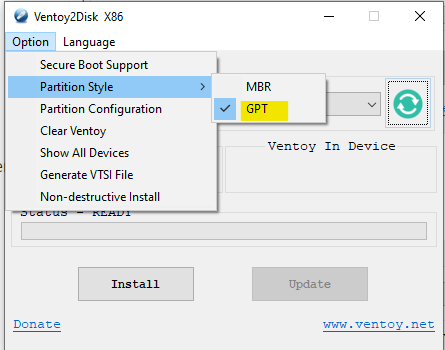 Ventoy2Disk X86
Option Language
Secure Boot Support
Partition Style
MBR
Partition Configuration
GPT
Clear Ventoy
Show All Devices
Ventoy In Device
Generate VTSI File
Non-destructive Install
Status - READY
Install
Update
Donate
www.ventoy.net